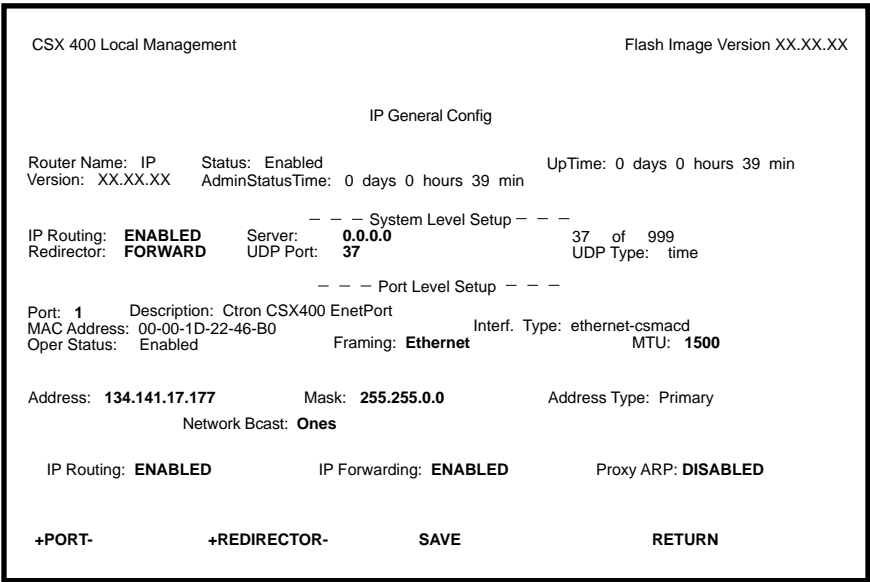 CSX 400 Local Management Flash Image Version XX.XX.XX
IP General Config
Router Name: IP Status: Enabled UpTime: 0 days 0 hours 39 min
Version: XX.XX.XX AdminStatusTime: 0 days 0 hours 39 min
– – – System Level Setup – – –
IP Routing: ENABLED Server: 0.0.0.0 37 of 999
Redirector: FORWARD UDP Port: 37 UDP Type: time
– – – Port Level Setup – – –
Port: 1 Description: Ctron CSX400 EnetPort
MAC Address: 00-00-1D-22-46-B0 Interf. Type: ethernet-csmacd
Oper Status: Enabled Framing: Ethernet MTU: 1500
Address: 134.141.17.177 Mask: 255.255.0.0 Address Type: Primary
Network Bcast: Ones
IP Routing: ENABLED IP Forwarding: ENABLED Proxy ARP: DISABLED
+PORT- +REDIRECTOR- SAVE RETURN